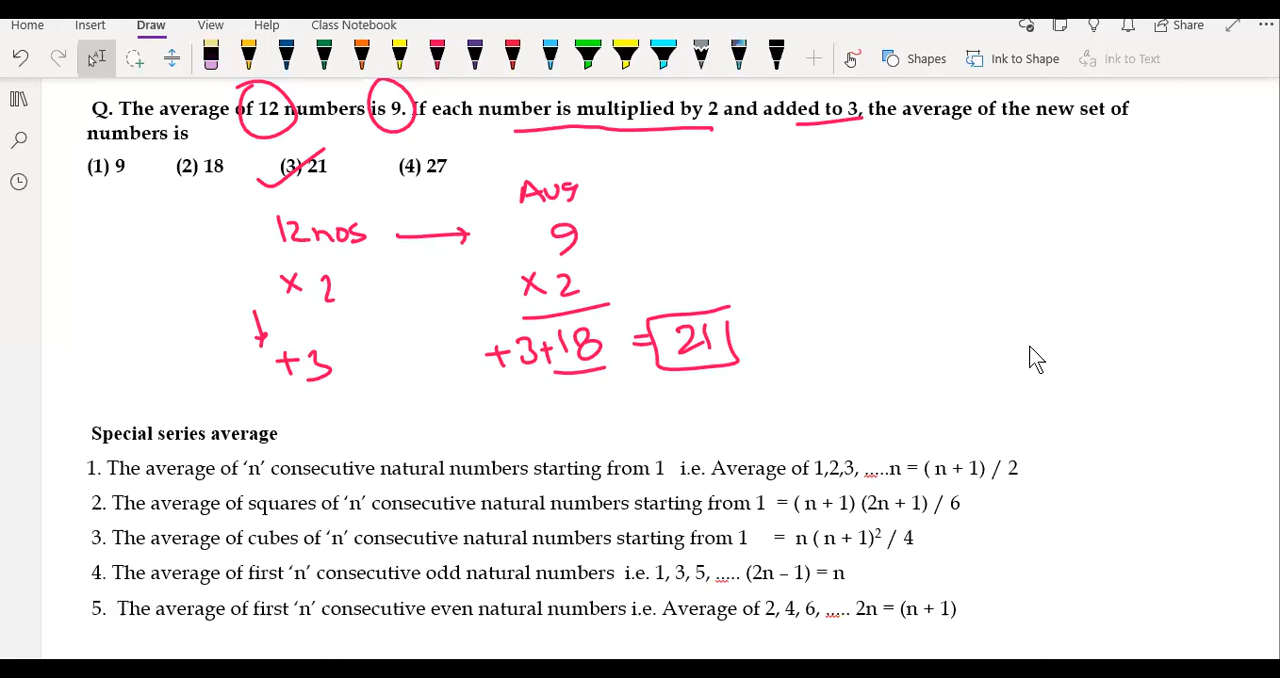 Home Insert Draw View Help Class Notebook Share
Shapes Ink to Shape Ink to Text
Q. The average of 12 numbers is 9. If each number is multiplied by 2 and added to 3, the average of the new set of
numbers is
(1) 9 (2) 18 (3) 21 (4) 27
Avg
12nos → 9
× 2 × 2
↓ +3 +3+18 = 21
Special series average
1. The average of ‘n’ consecutive natural numbers starting from 1 i.e. Average of 1,2,3, .....n = ( n + 1) / 2
2. The average of squares of ‘n’ consecutive natural numbers starting from 1 = ( n + 1) (2n + 1) / 6
3. The average of cubes of ‘n’ consecutive natural numbers starting from 1 = n ( n + 1)² / 4
4. The average of first ‘n’ consecutive odd natural numbers i.e. 1, 3, 5, ..... (2n – 1) = n
5. The average of first ‘n’ consecutive even natural numbers i.e. Average of 2, 4, 6, ..... 2n = (n + 1)